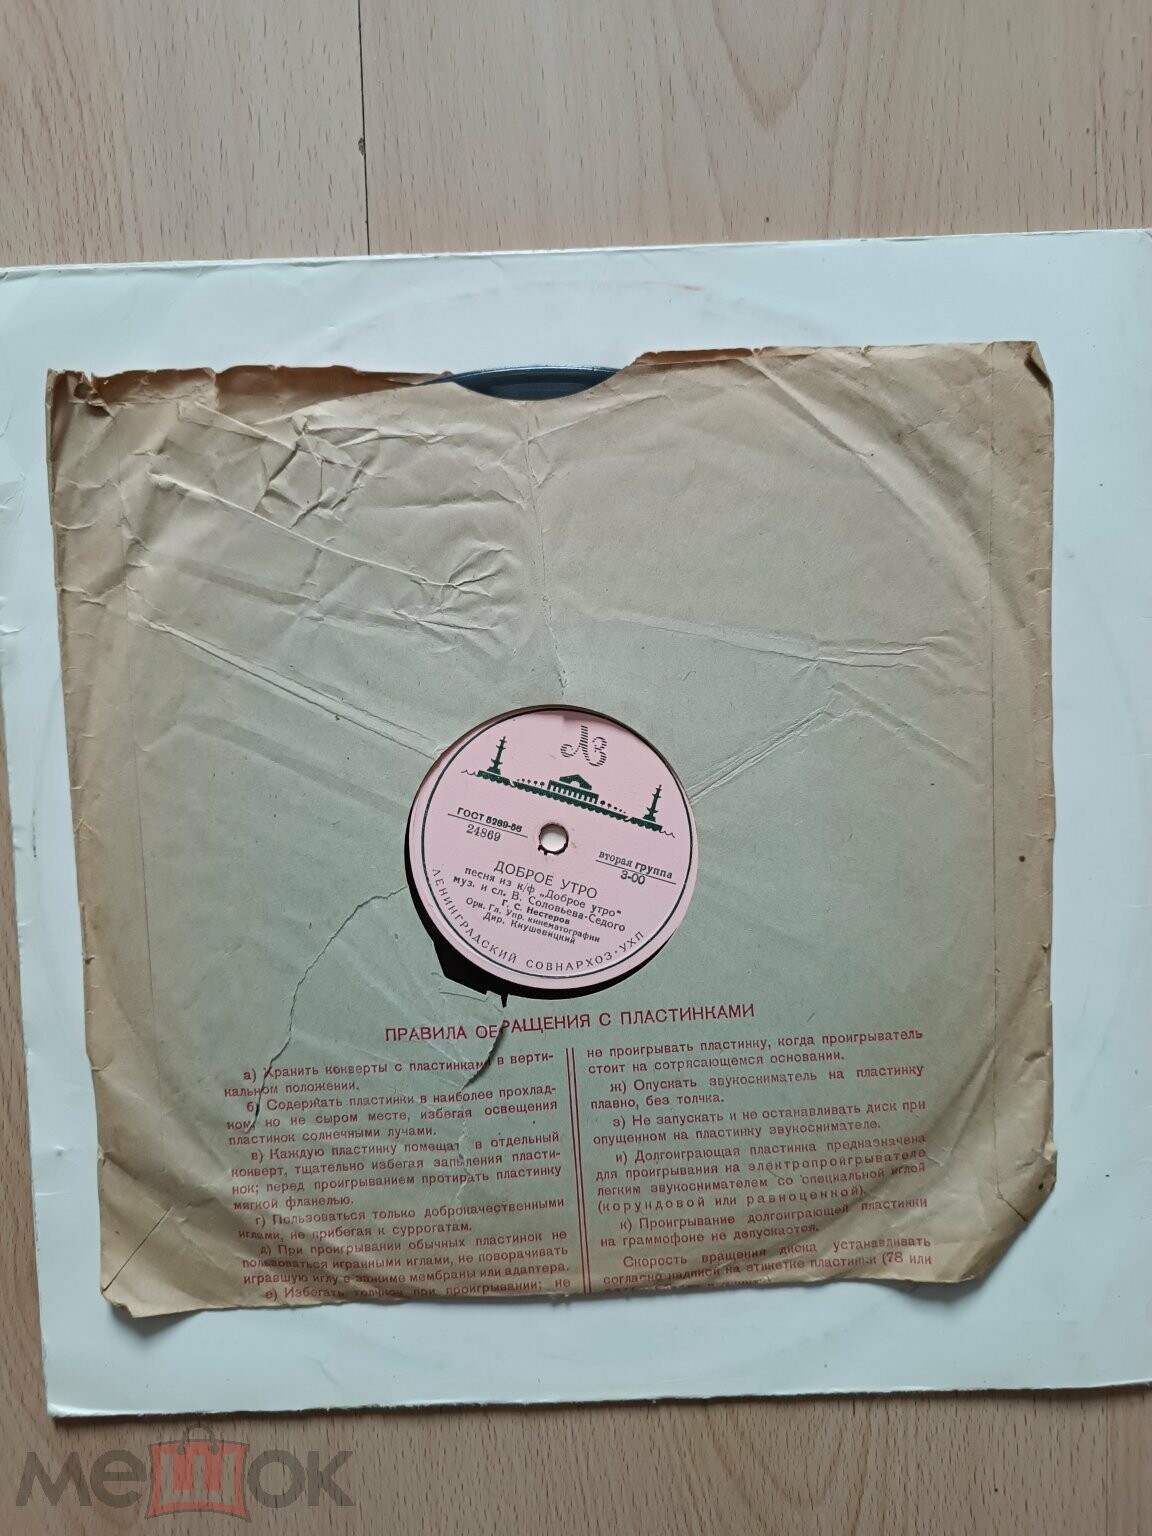 ЛЗ
ГОСТ 5289-56
24869
вторая группа
3-00
ДОБРОЕ УТРО
песня из к/ф „Доброе утро"
муз. и сл. В. Соловьева-Седого
Г. С. Нестеров
Орк. Гл. Упр. кинематографии
Дир. Кнушевицкий
ЛЕНИНГРАДСКИЙ СОВНАРХОЗ · УХП
ПРАВИЛА ОБРАЩЕНИЯ С ПЛАСТИНКАМИ
а) Хранить конверты с пластинками в верти-
кальном положении.
б) Содержать пластинки в наиболее прохлад-
ном, но не сыром месте, избегая освещения
пластинок солнечными лучами.
в) Каждую пластинку помещать в отдельный
конверт, тщательно избегая запыления пласти-
нок; перед проигрыванием протирать пластинку
мягкой фланелью.
г) Пользоваться только доброкачественными
иглами, не прибегая к суррогатам.
д) При проигрывании обычных пластинок не
пользоваться игранными иглами, не поворачивать
игравшую иглу в зажиме мембраны или адаптера.
е) Избегать толчков при проигрывании; не
не проигрывать пластинку, когда проигрыватель
стоит на сотрясающемся основании.
ж) Опускать звукосниматель на пластинку
плавно, без толчка.
з) Не запускать и не останавливать диск при
опущенном на пластинку звукоснимателе.
и) Долгоиграющая пластинка предназначена
для проигрывания на электропроигрывателе
легким звукоснимателем со специальной иглой
(корундовой или равноценной).
к) Проигрывание долгоиграющей пластинки
на граммофоне не допускается.
Скорость вращения диска устанавливать
согласно надписи на этикетке пластинки (78 или
мешок